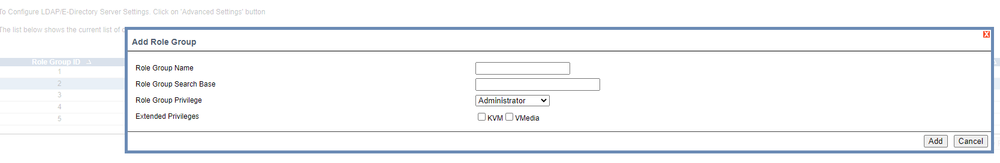 To Configure LDAP/E-Directory Server Settings. Click on 'Advanced Settings' button
The list below shows the current list of
Add Role Group
X
Role Group ID
1
2
3
4
5
Role Group Name
Role Group Search Base
Role Group Privilege
Administrator
Extended Privileges
KVM VMedia
Add Cancel